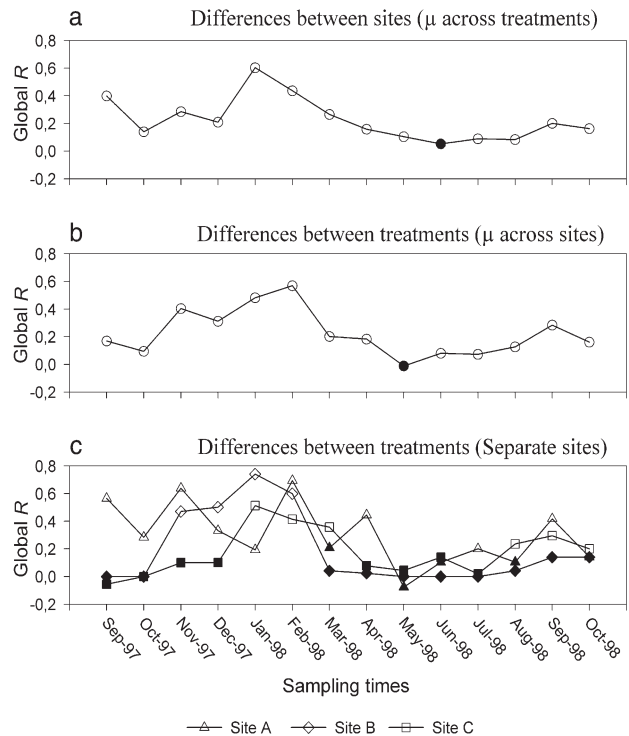 a
Differences between sites (µ across treatments)
Global R
0,8
0,6
0,4
0,2
0,0
-0,2
b
Differences between treatments (µ across sites)
Global R
0,8
0,6
0,4
0,2
0,0
-0,2
c
Differences between treatments (Separate sites)
Global R
0,8
0,6
0,4
0,2
0,0
-0,2
Sep-97
Oct-97
Nov-97
Dec-97
Jan-98
Feb-98
Mar-98
Apr-98
May-98
Jun-98
Jul-98
Aug-98
Sep-98
Oct-98
Sampling times
Site A Site B Site C